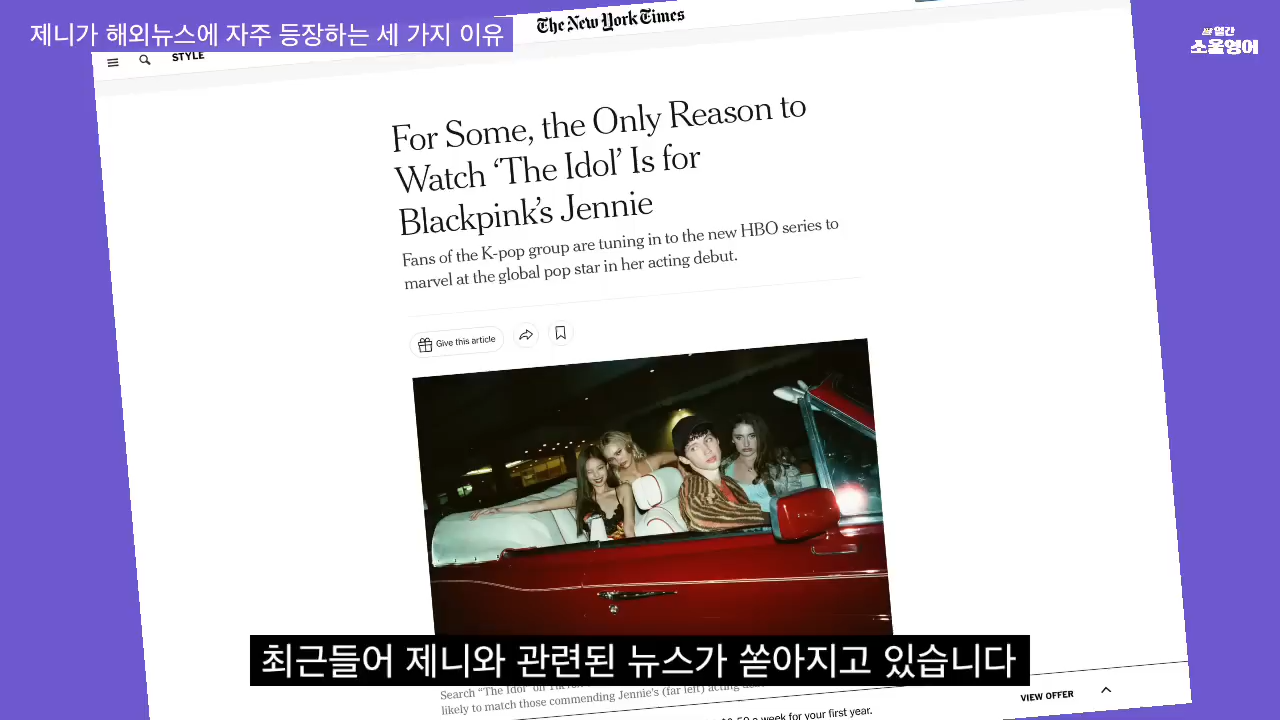 제니가 해외뉴스에 자주 등장하는 세 가지 이유
The New York Times
일간
소울영어
STYLE
For Some, the Only Reason to
Watch ‘The Idol’ Is for
Blackpink’s Jennie
Fans of the K-pop group are tuning in to the new HBO series to
marvel at the global pop star in her acting debut.
Give this article
최근들어 제니와 관련된 뉴스가 쏟아지고 있습니다
Search “The Idol” on
likely to match those commending Jennie’s (far left) acting
a week for your first year.
VIEW OFFER